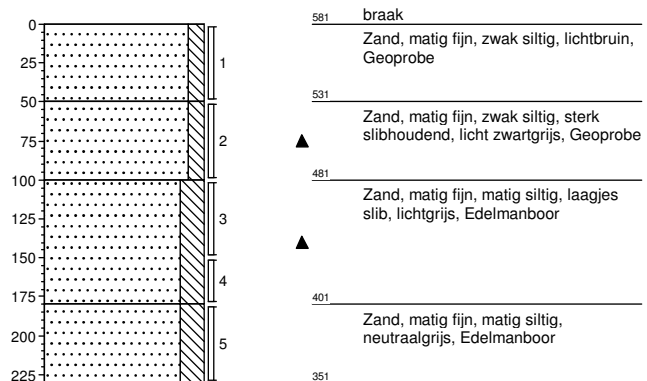 0
25
50
75
100
125
150
175
200
225
1
2
3
4
5
581 braak
Zand, matig fijn, zwak siltig, lichtbruin,
Geoprobe
531
Zand, matig fijn, zwak siltig, sterk
slibhoudend, licht zwartgrijs, Geoprobe
481
Zand, matig fijn, matig siltig, laagjes
slib, lichtgrijs, Edelmanboor
401
Zand, matig fijn, matig siltig,
neutraalgrijs, Edelmanboor
351